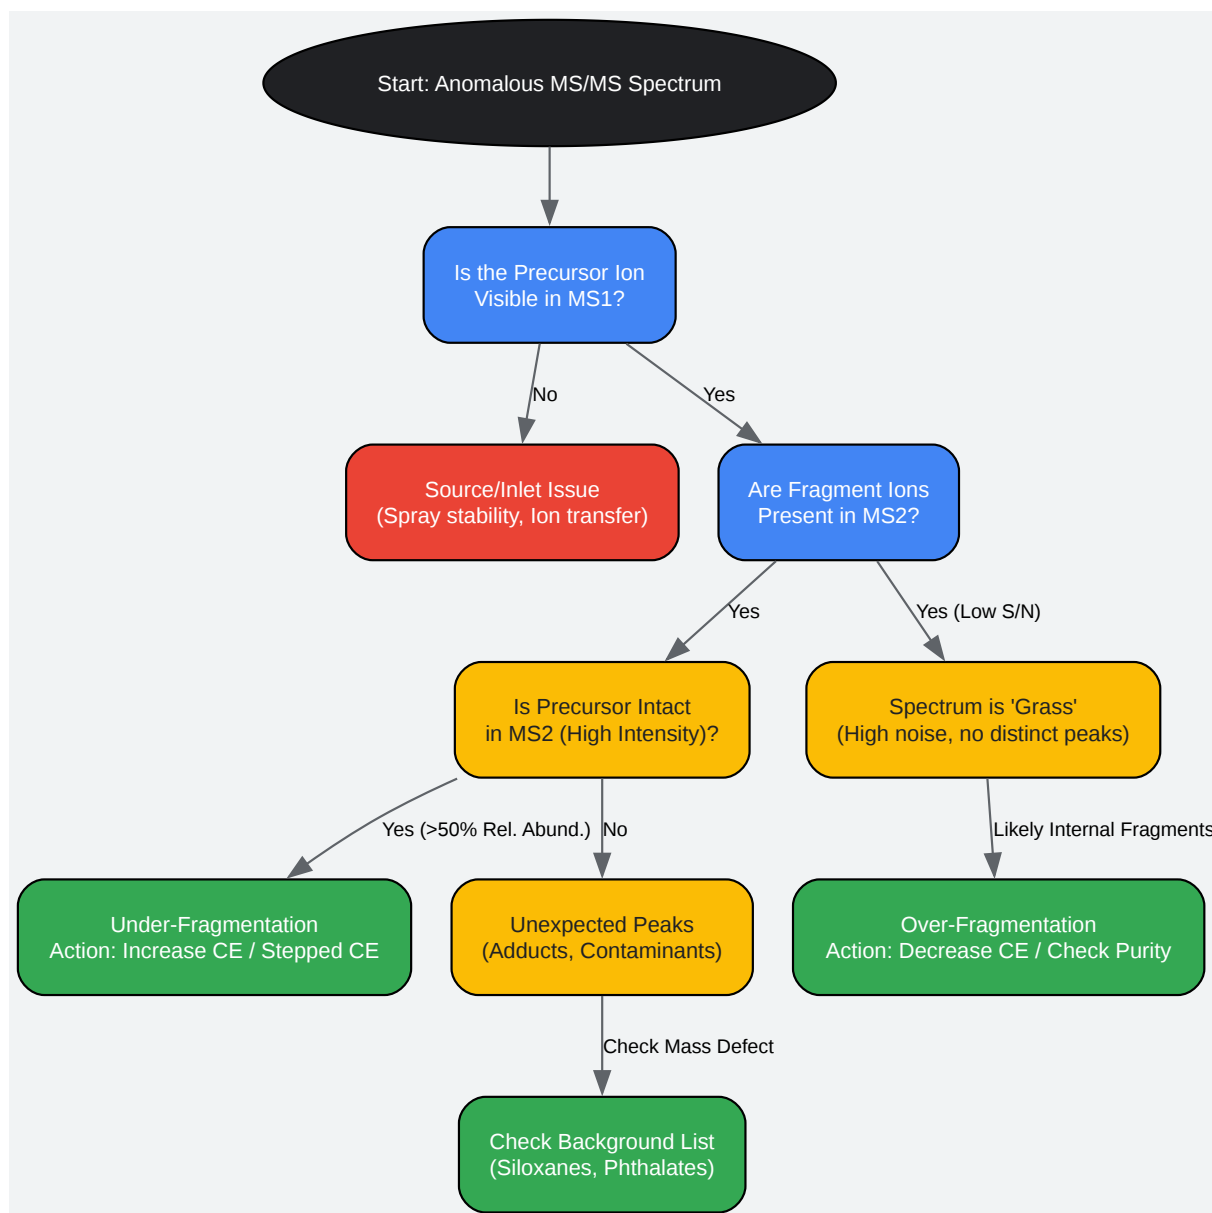 Start: Anomalous MS/MS Spectrum
Is the Precursor Ion
Visible in MS1?
No
Yes
Source/Inlet Issue
(Spray stability, Ion transfer)
Are Fragment Ions
Present in MS2?
Yes
Yes (Low S/N)
Is Precursor Intact
in MS2 (High Intensity)?
Spectrum is 'Grass'
(High noise, no distinct peaks)
Yes (>50% Rel. Abund.)
No
Likely Internal Fragments
Under-Fragmentation
Action: Increase CE / Stepped CE
Unexpected Peaks
(Adducts, Contaminants)
Over-Fragmentation
Action: Decrease CE / Check Purity
Check Mass Defect
Check Background List
(Siloxanes, Phthalates)